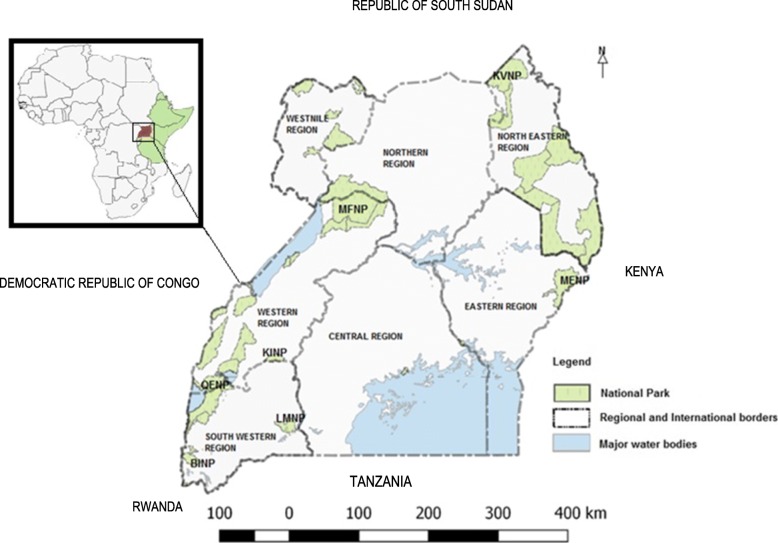 REPUBLIC OF SOUTH SUDAN
N
KVNP
WESTNILE
REGION
NORTH EASTERN
REGION
NORTHERN
REGION
MFNP
DEMOCRATIC REPUBLIC OF CONGO
KENYA
MENP
EASTERN REGION
WESTERN
REGION
CENTRAL REGION
KINP
QENP
LMNP
SOUTH WESTERN
REGION
BINP
Legend
National Park
Regional and International borders
Major water bodies
TANZANIA
RWANDA
100 0 100 200 300 400 km